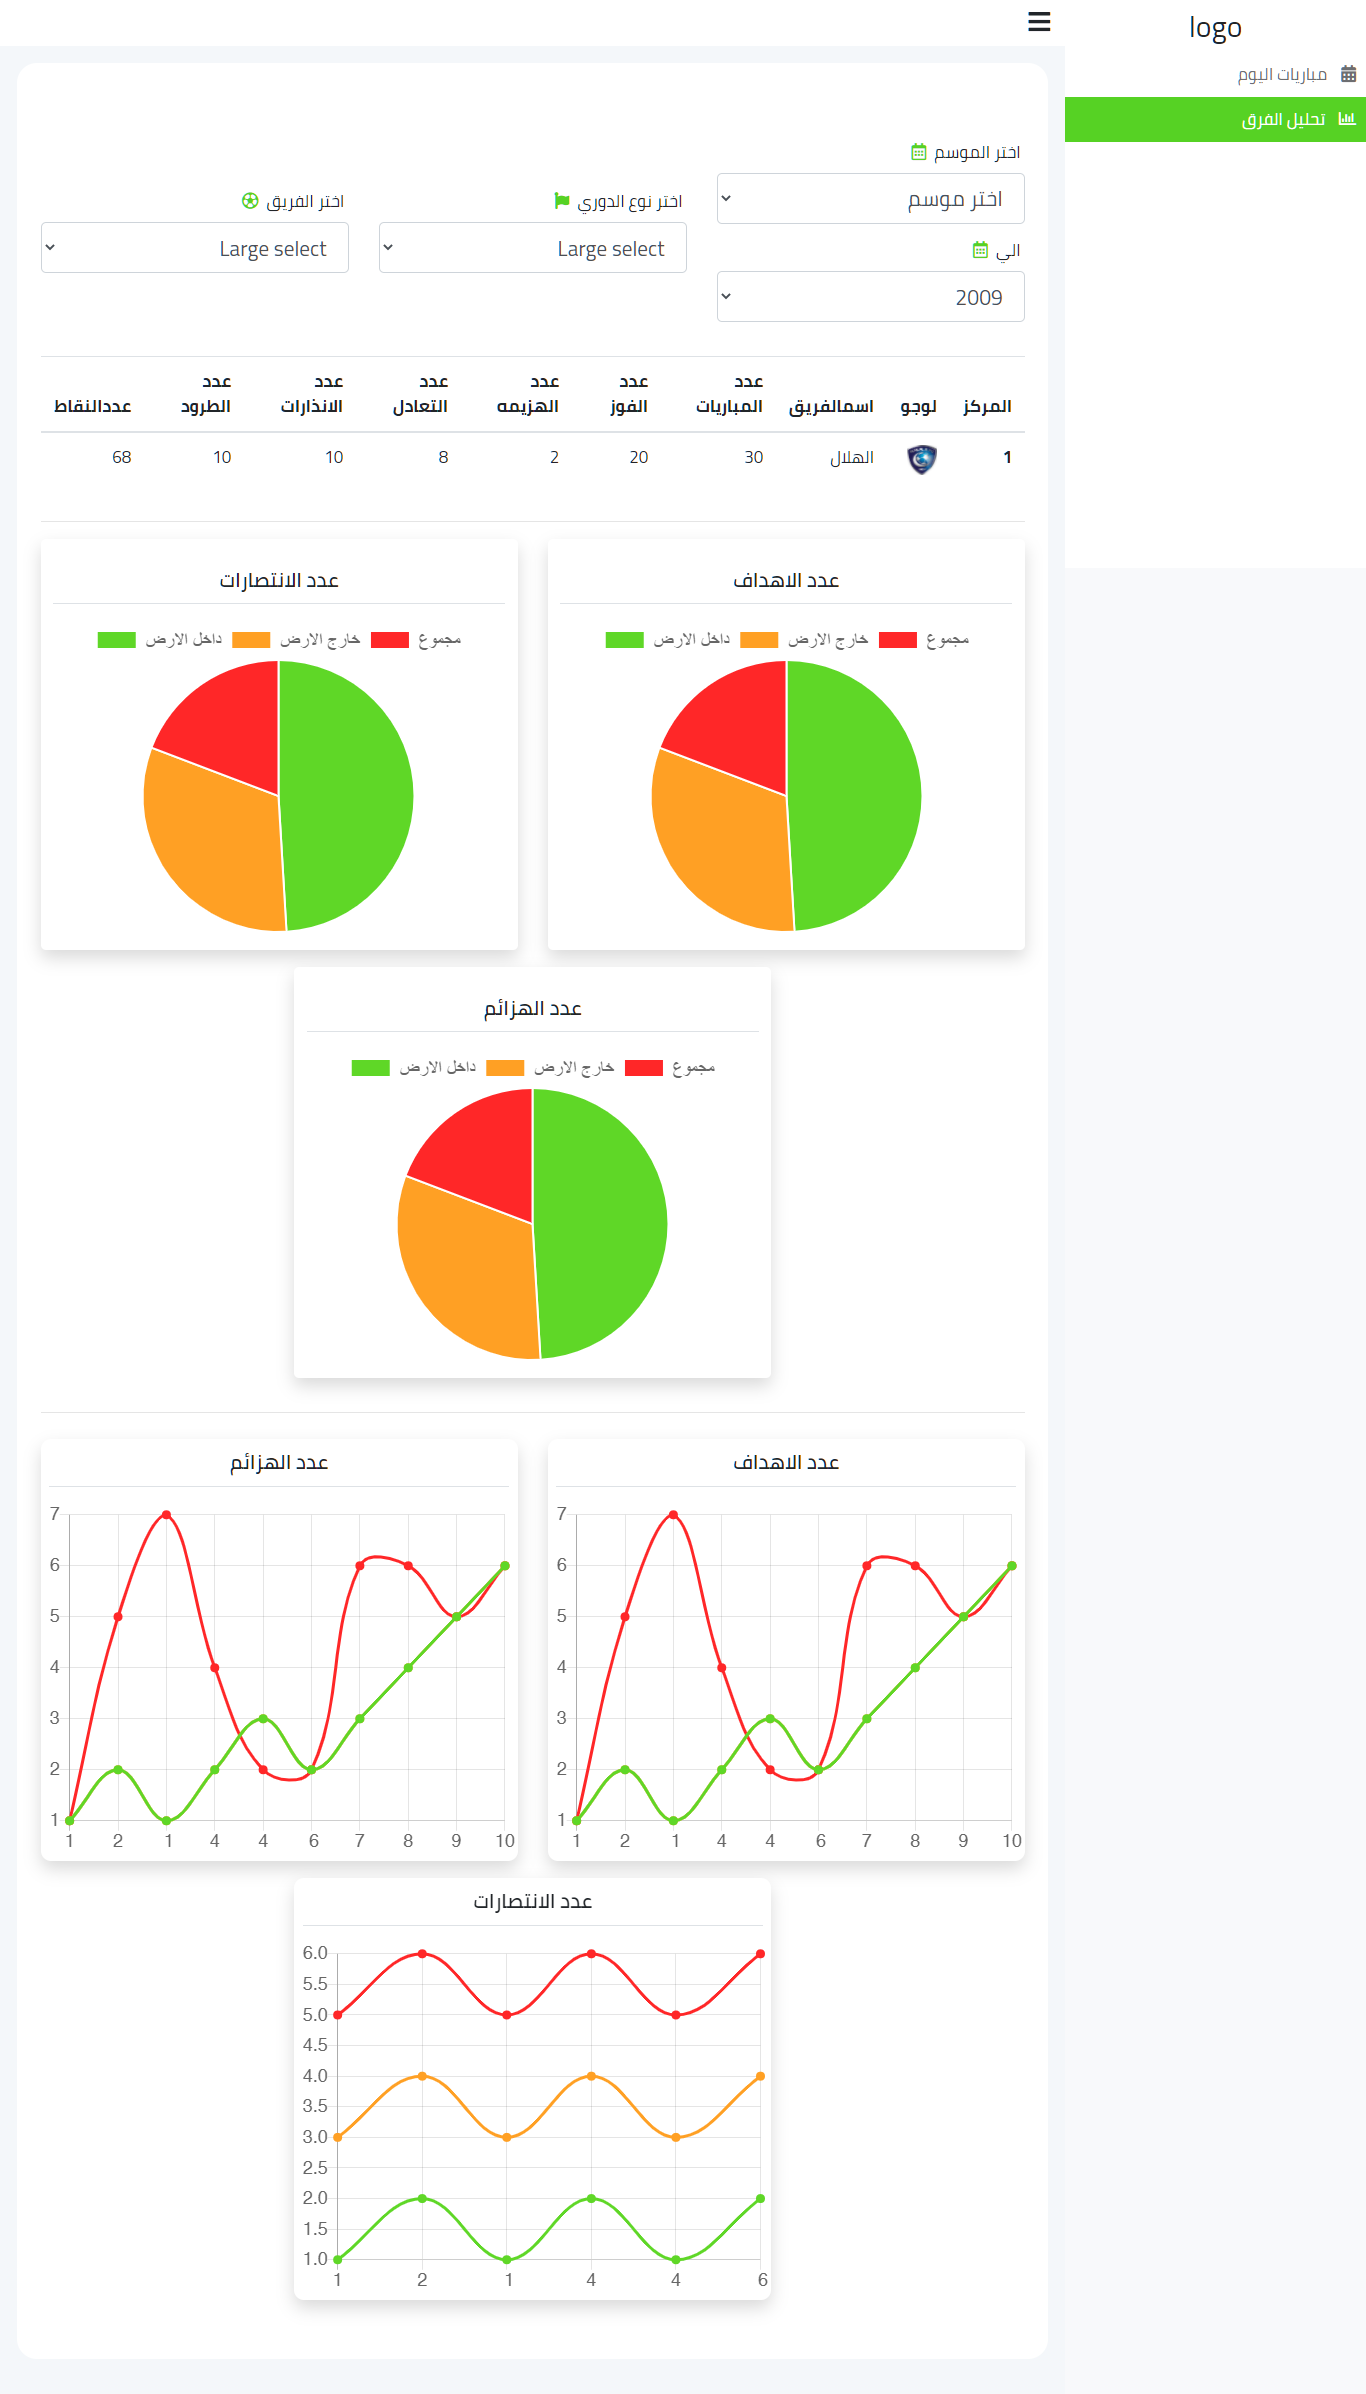 logo
مباريات اليوم
تحليل الفرق
اختر الموسم
اختر موسم
الي
2009
اختر نوع الدوري
Large select
اختر الفريق
Large select
المركز لوجو اسمالفريق عدد المباريات عدد الفوز عدد الهزيمه عدد التعادل عدد الانذارات عدد الطرود عددالنقاط
1 الهلال 30 20 2 8 10 10 68
عدد الاهداف
داخل الارض خارج الارض مجموع
عدد الانتصارات
داخل الارض خارج الارض مجموع
عدد الهزائم
داخل الارض خارج الارض مجموع
عدد الاهداف
7
6
5
4
3
2
1
1 2 1 4 4 6 7 8 9 10
عدد الهزائم
7
6
5
4
3
2
1
1 2 1 4 4 6 7 8 9 10
عدد الانتصارات
6.0
5.5
5.0
4.5
4.0
3.5
3.0
2.5
2.0
1.5
1.0
1 2 1 4 4 6